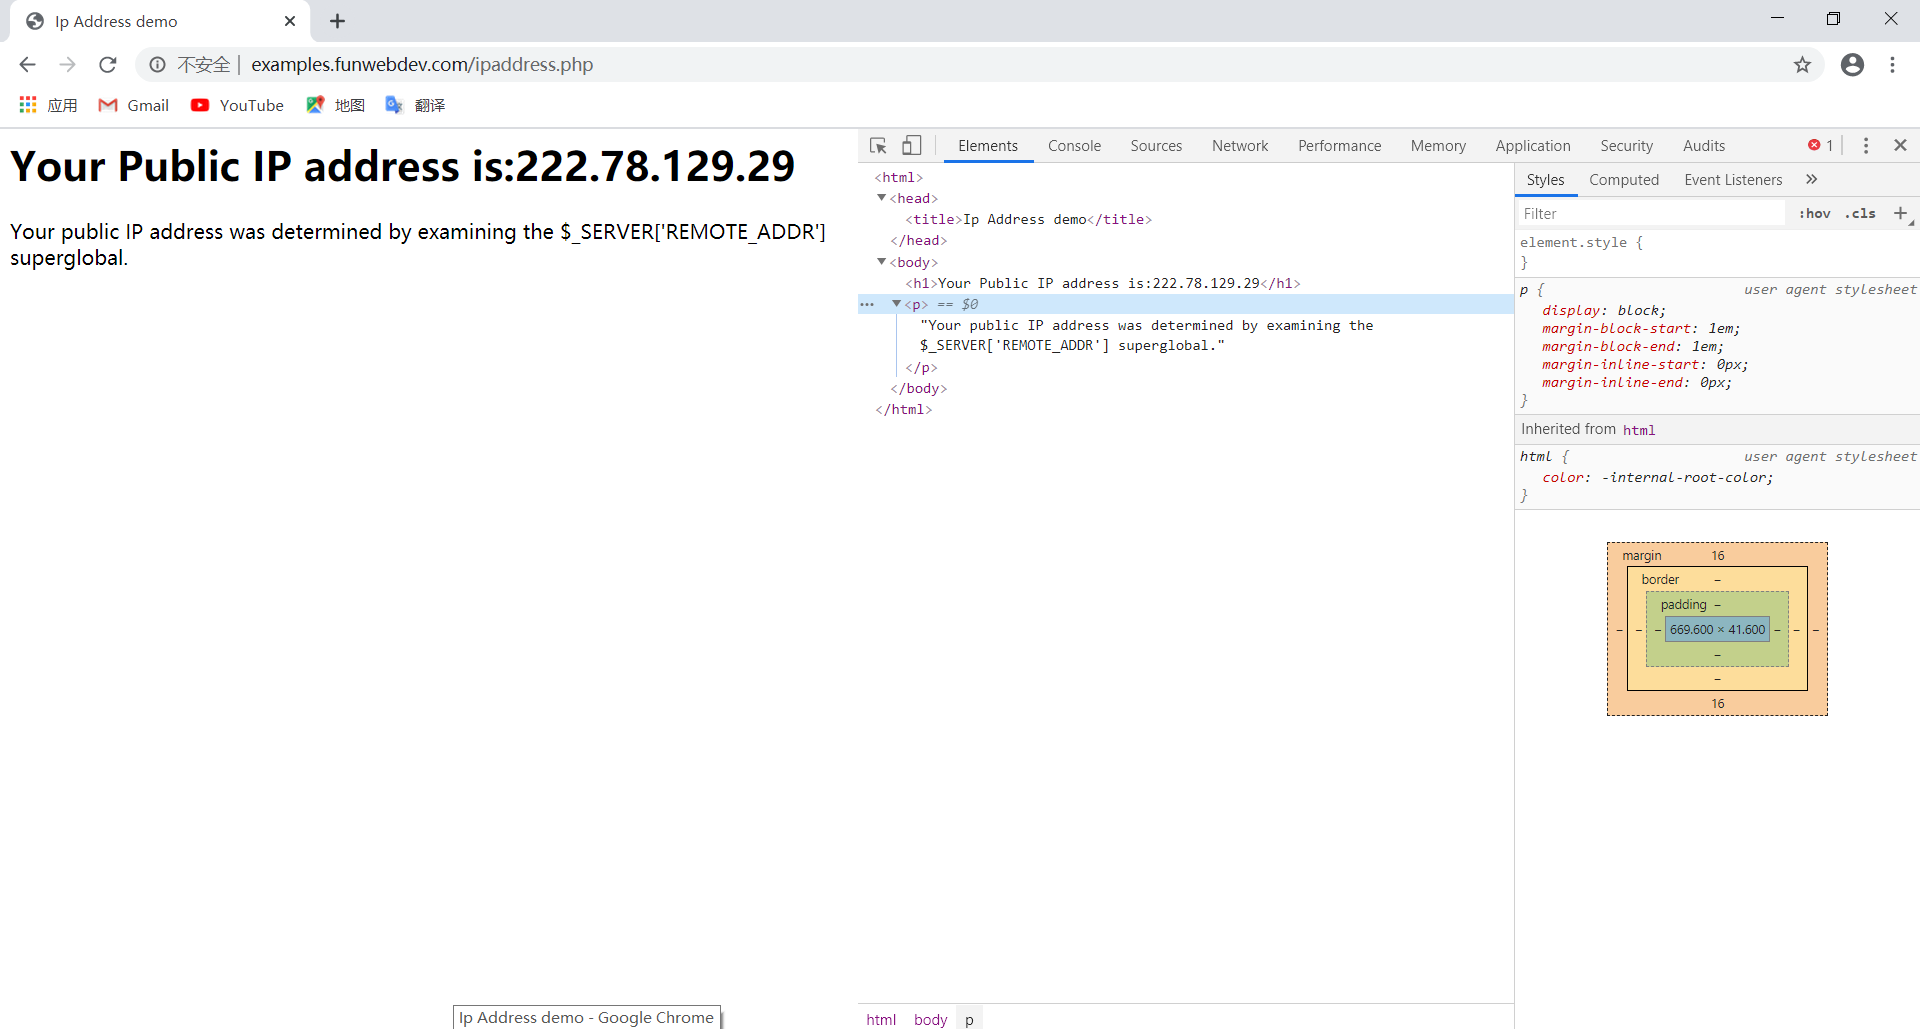 Ip Address demo
不安全 | examples.funwebdev.com/ipaddress.php
应用 Gmail YouTube 地图 翻译
Your Public IP address is:222.78.129.29
Your public IP address was determined by examining the $_SERVER['REMOTE_ADDR']
superglobal.
Elements Console Sources Network Performance Memory Application Security Audits 1
<html>
<head>
<title>Ip Address demo</title>
</head>
<body>
<h1>Your Public IP address is:222.78.129.29</h1>
<p> == $0
"Your public IP address was determined by examining the
$_SERVER['REMOTE_ADDR'] superglobal."
</p>
</body>
</html>
html body p
Styles Computed Event Listeners »
Filter :hov .cls +
element.style {
}
p { user agent stylesheet
display: block;
margin-block-start: 1em;
margin-block-end: 1em;
margin-inline-start: 0px;
margin-inline-end: 0px;
}
Inherited from html
html { user agent stylesheet
color: -internal-root-color;
}
margin 16
border –
padding –
– – – 669.600 × 41.600 – – –
–
–
16
Ip Address demo - Google Chrome